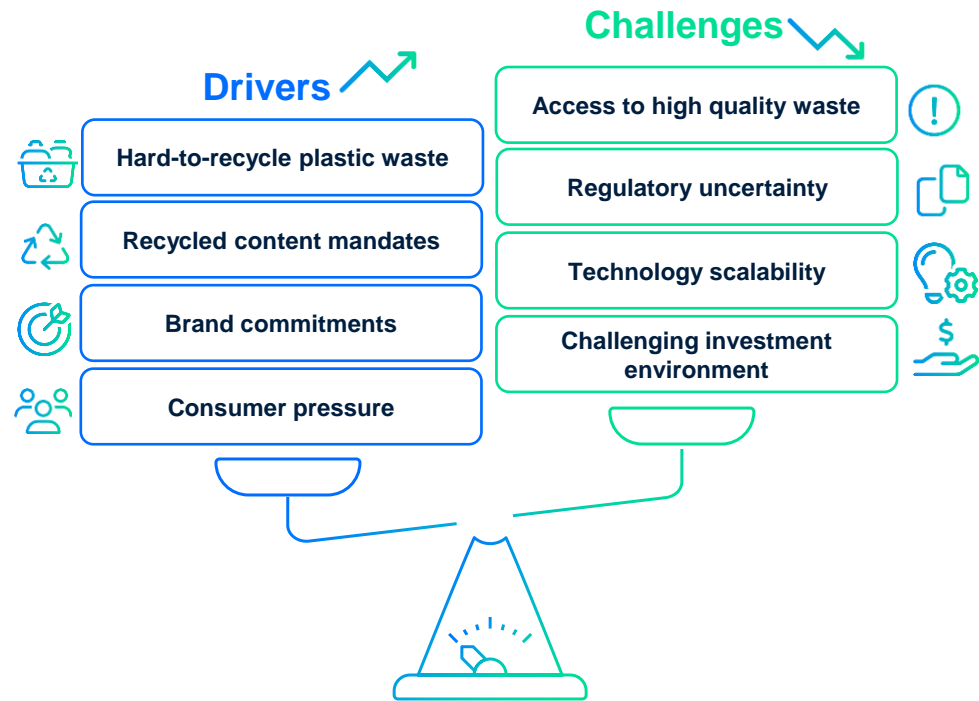 Drivers
Hard-to-recycle plastic waste
Recycled content mandates
Brand commitments
Consumer pressure
Challenges
Access to high quality waste
Regulatory uncertainty
Technology scalability
Challenging investment
environment
$